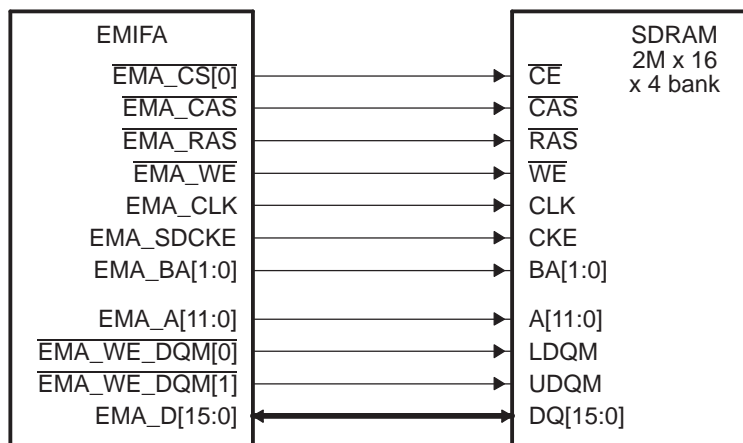 EMIFA
EMA_CS[0]
EMA_CAS
EMA_RAS
EMA_WE
EMA_CLK
EMA_SDCKE
EMA_BA[1:0]
EMA_A[11:0]
EMA_WE_DQM[0]
EMA_WE_DQM[1]
EMA_D[15:0]
SDRAM
2M x 16
x 4 bank
CE
CAS
RAS
WE
CLK
CKE
BA[1:0]
A[11:0]
LDQM
UDQM
DQ[15:0]